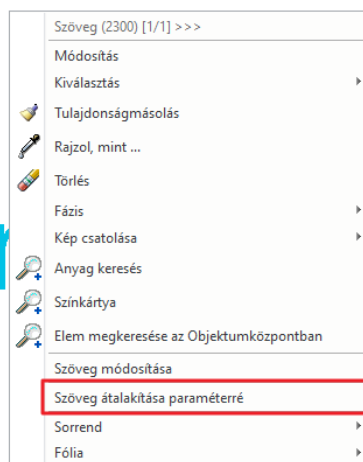 Szöveg (2300) [1/1] >>>
Módosítás
Kiválasztás
Tulajdonságmásolás
Rajzol, mint ...
Törlés
Fázis
Kép csatolása
Anyag keresés
Színkártya
Elem megkeresése az Objektumközpontban
Szöveg módosítása
Szöveg átalakítása paraméterré
Sorrend
Fólia